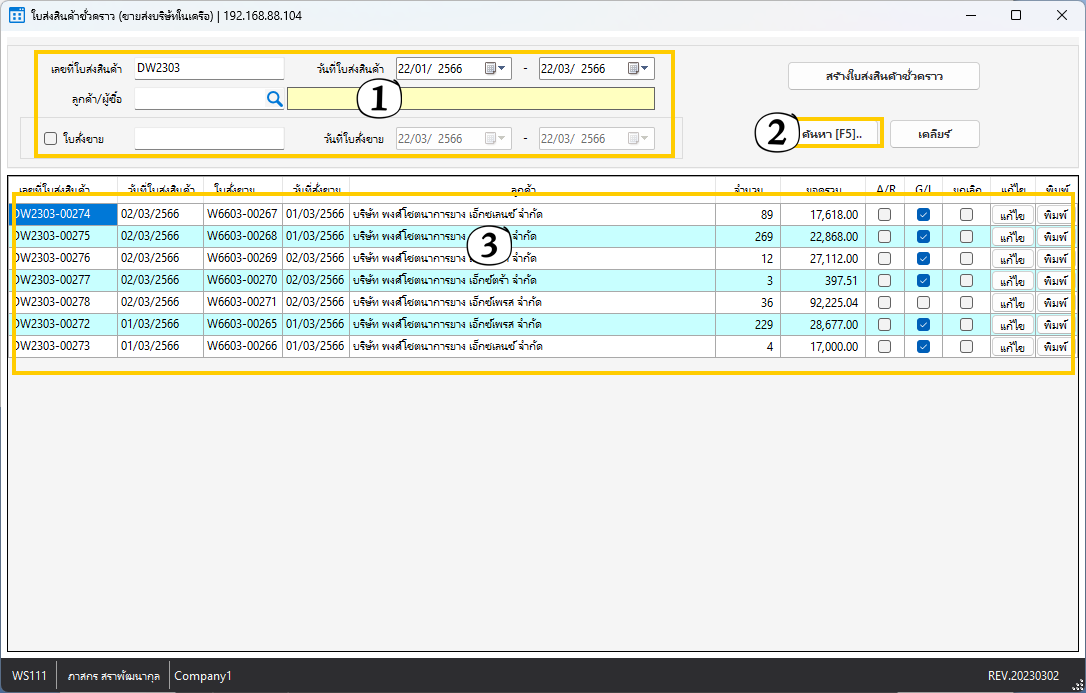 ใบส่งสินค้าชั่วคราว (ขายส่งบริษัทในเครือ) | 192.168.88.104
เลขที่ใบส่งสินค้า DW2303 วันที่ใบส่งสินค้า 22/01/ 2566 - 22/03/ 2566 สร้างใบส่งสินค้าชั่วคราว
ลูกค้า/ผู้ซื้อ 1
ใบสั่งขาย วันที่ใบสั่งขาย 22/03/ 2566 - 22/03/ 2566 2 ค้นหา [F5].. เคลียร์
เลขที่ใบส่งสินค้า วันที่ใบส่งสินค้า ใบสั่งขาย วันที่สั่งขาย ลูกค้า จำนวน ยอดรวม A/R G/L ยกเลิก แก้ไข พิมพ์
DW2303-00274 02/03/2566 W6603-00267 01/03/2566 บริษัท พงศ์โชตนาการยาง เอ็กซเลนซ์ จำกัด 89 17,618.00 แก้ไข พิมพ์
DW2303-00275 02/03/2566 W6603-00268 01/03/2566 บริษัท พงศ์โชตนาการยาง จำกัด 269 22,868.00 แก้ไข พิมพ์
3
DW2303-00276 02/03/2566 W6603-00269 02/03/2566 บริษัท พงศ์โชตนาการยาง จำกัด 12 27,112.00 แก้ไข พิมพ์
DW2303-00277 02/03/2566 W6603-00270 02/03/2566 บริษัท พงศ์โชตนาการยาง เอ็กซ์ตร้า จำกัด 3 397.51 แก้ไข พิมพ์
DW2303-00278 02/03/2566 W6603-00271 02/03/2566 บริษัท พงศ์โชตนาการยาง เอ็กซ์เพรส จำกัด 36 92,225.04 แก้ไข พิมพ์
DW2303-00272 01/03/2566 W6603-00265 01/03/2566 บริษัท พงศ์โชตนาการยาง เอ็กซ์เพรส จำกัด 229 28,677.00 แก้ไข พิมพ์
DW2303-00273 01/03/2566 W6603-00266 01/03/2566 บริษัท พงศ์โชตนาการยาง เอ็กซเลนซ์ จำกัด 4 17,000.00 แก้ไข พิมพ์
WS111 ภาสกร สราพัฒนากุล Company1 REV.20230302